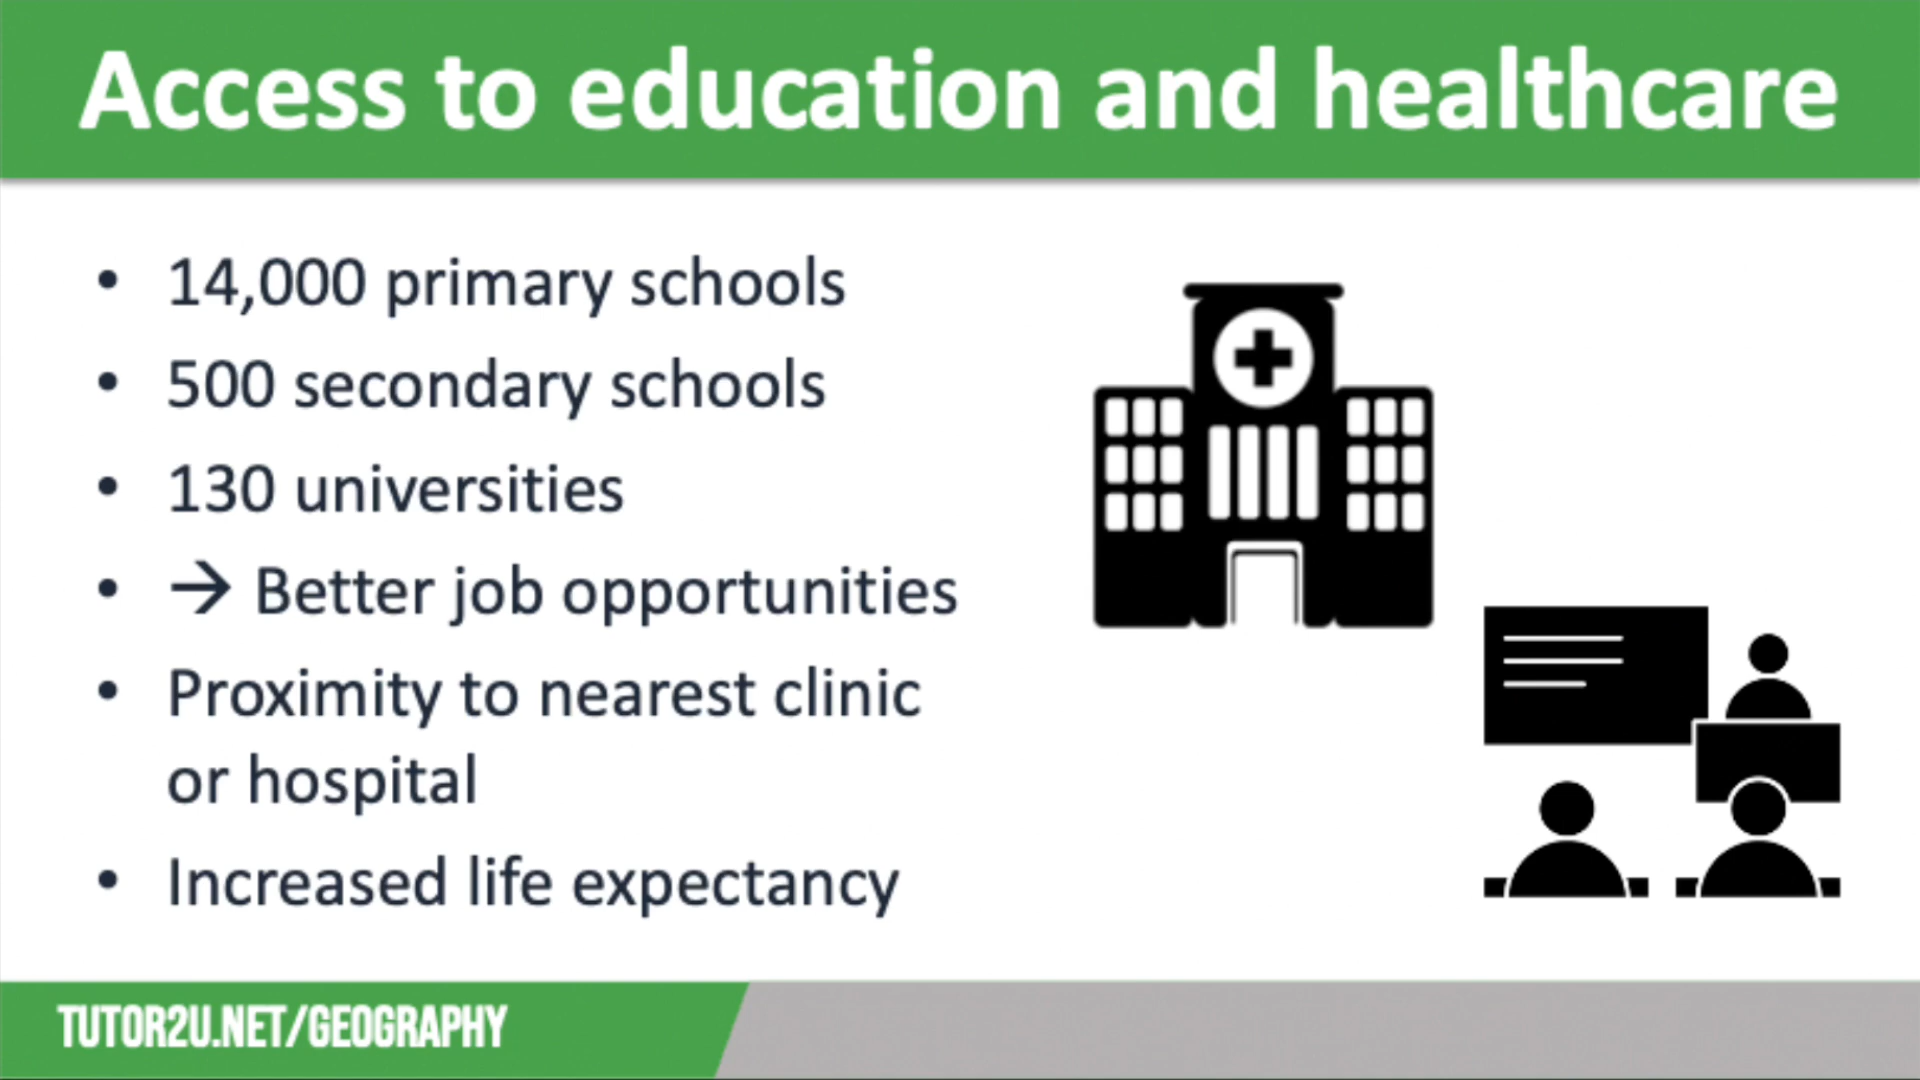 Access to education and healthcare
• 14,000 primary schools
• 500 secondary schools
• 130 universities
• → Better job opportunities
• Proximity to nearest clinic
or hospital
• Increased life expectancy
TUTOR2U.NET/GEOGRAPHY